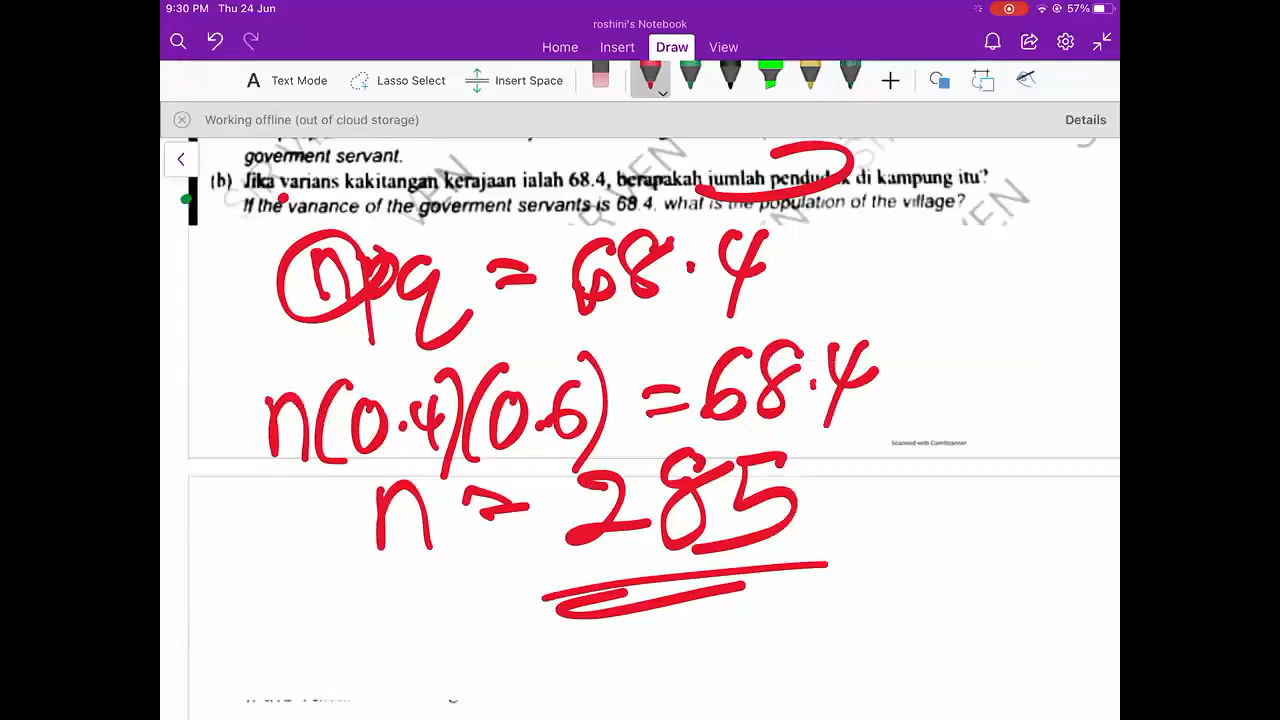 9:30 PM Thu 24 Jun 57%
roshini's Notebook
Home Insert Draw View
Text Mode Lasso Select Insert Space
Working offline (out of cloud storage) Details
goverment servant.
(b) Jika varians kakitangan kerajaan ialah 68.4, berapakah jumlah penduduk di kampung itu?
If the variance of the goverment servants is 68.4, what is the population of the village?
npq = 68.4
n(0.4)(0.6) = 68.4
Scanned with CamScanner
n = 285